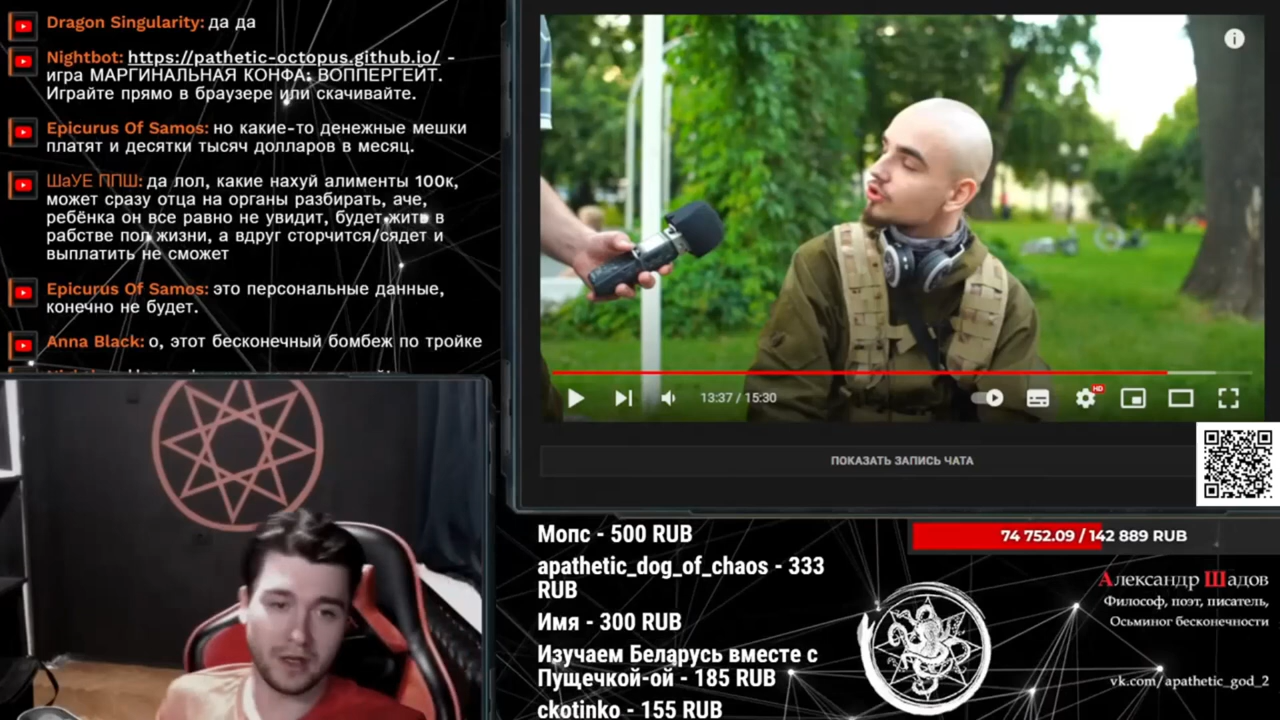 Dragon Singularity: да да
Nightbot: https://pathetic-octopus.github.io/ -
игра МАРГИНАЛЬНАЯ КОНФА: ВОППЕРГЕЙТ.
Играйте прямо в браузере или скачивайте.
Epicurus Of Samos: но какие-то денежные мешки
платят и десятки тысяч долларов в месяц.
ШаУЕ ППШ: да лол, какие нахуй алименты 100к,
может сразу отца на органы разбирать, аче,
ребёнка он все равно не увидит, будет жить в
рабстве пол жизни, а вдруг сторчится/сядет и
выплатить не сможет
Epicurus Of Samos: это персональные данные,
конечно не будет.
Anna Black: о, этот бесконечный бомбеж по тройке
13:37 / 15:30
HD
ПОКАЗАТЬ ЗАПИСЬ ЧАТА
Мопс - 500 RUB
apathetic_dog_of_chaos - 333
RUB
Имя - 300 RUB
Изучаем Беларусь вместе с
Пущечкой-ой - 185 RUB
ckotinko - 155 RUB
74 752.09 / 142 889 RUB
Александр Шадов
Философ, поэт, писатель,
Осьминог бесконечности
vk.com/apathetic_god_2